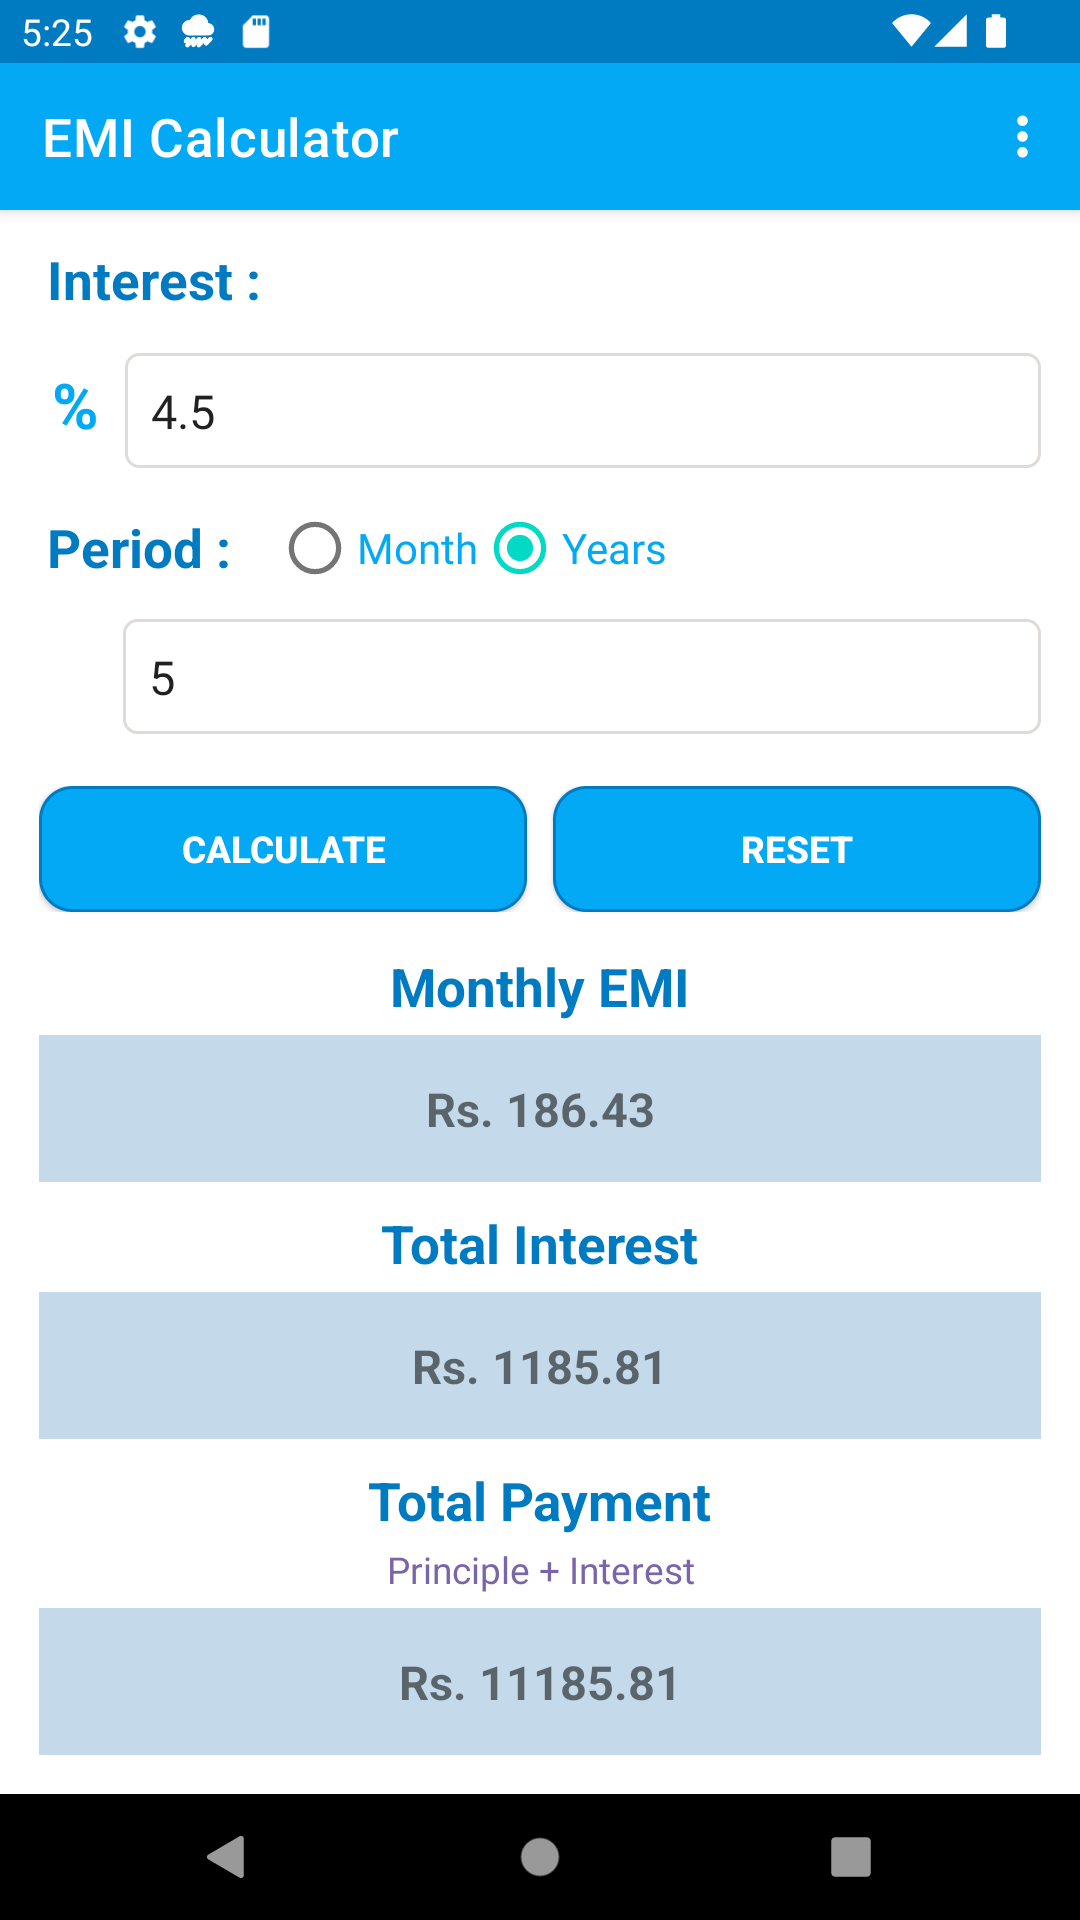 5:25
EMI Calculator
Interest :
%
4.5
Period :
Month
Years
5
CALCULATE
RESET
Monthly EMI
Rs. 186.43
Total Interest
Rs. 1185.81
Total Payment
Principle + Interest
Rs. 11185.81